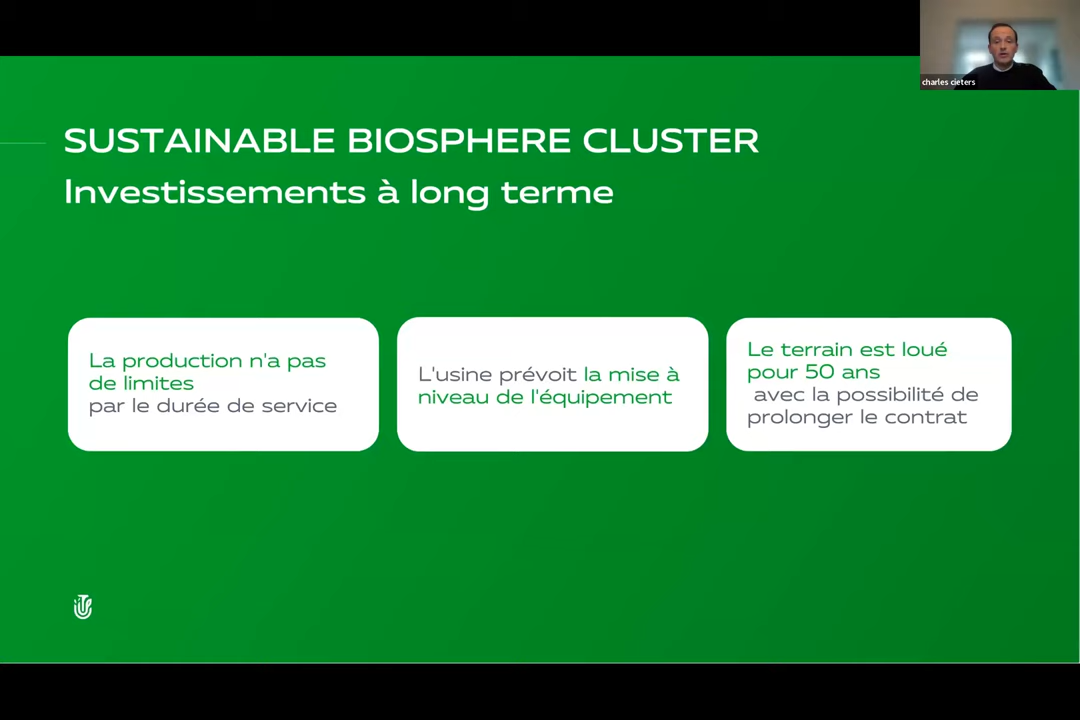 charles cieters
SUSTAINABLE BIOSPHERE CLUSTER
Investissements à long terme
La production n'a pas
de limites
par le durée de service
L'usine prévoit la mise à
niveau de l'équipement
Le terrain est loué
pour 50 ans
avec la possibilité de
prolonger le contrat